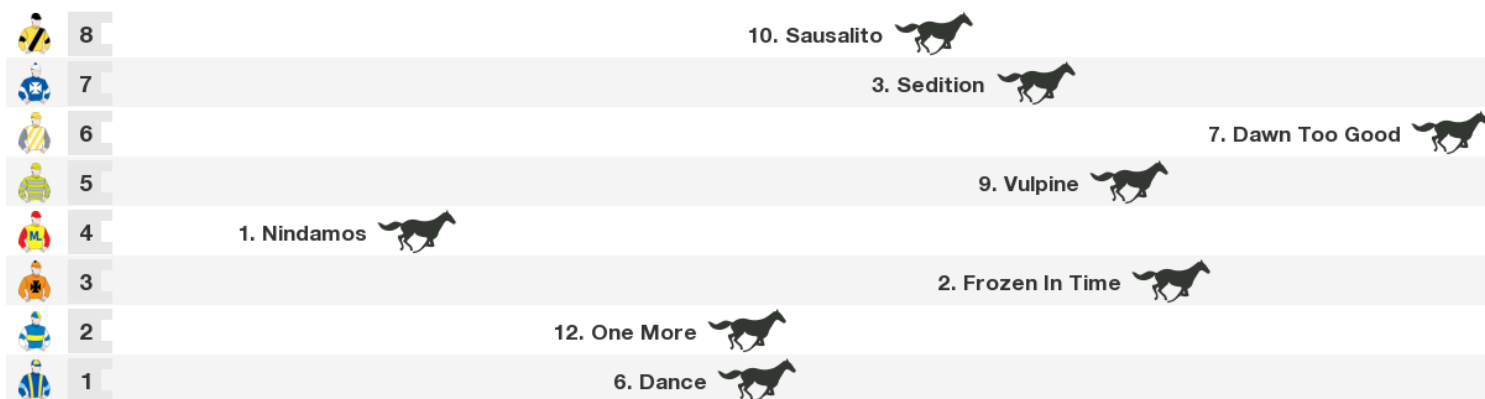 8 10. Sausalito
7 3. Sedition
6 7. Dawn Too Good
5 9. Vulpine
ML 4 1. Nindamos
3 2. Frozen In Time
2 12. One More
1 6. Dance